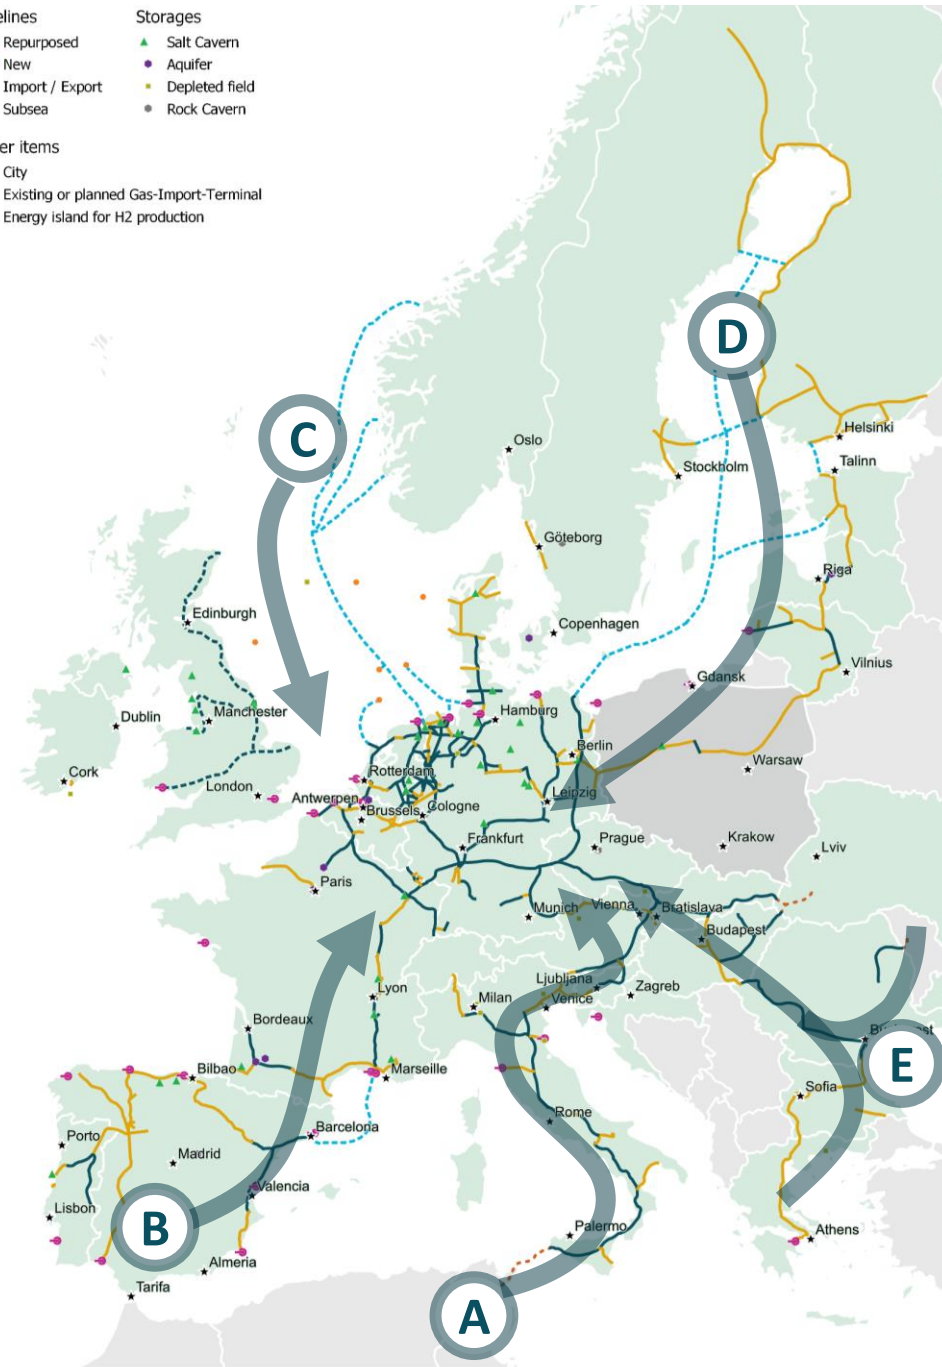 elines
Storages
Repurposed
Salt Cavern
New
Aquifer
Import / Export
Depleted field
Subsea
Rock Cavern
er items
City
Existing or planned Gas-Import-Terminal
Energy island for H2 production
D
C
Helsinki
Oslo
Stockholm
Talinn
Göteborg
Riga
Edinburgh
Copenhagen
Vilnius
Gdansk
Dublin
Manchester
Hamburg
Berlin
Warsaw
Cork
Rotterdam
London
Antwerpen
Leipzig
Brussels
Cologne
Frankfurt
Prague
Krakow
Lviv
Paris
Munich
Vienna
Bratislava
Budapest
Ljubljana
Lyon
Milan
Venice
Zagreb
Bordeaux
E
Bilbao
Marseille
Sofia
Rome
Barcelona
Porto
Madrid
Valencia
Lisbon
B
Palermo
Athens
Almeria
Tarifa
A